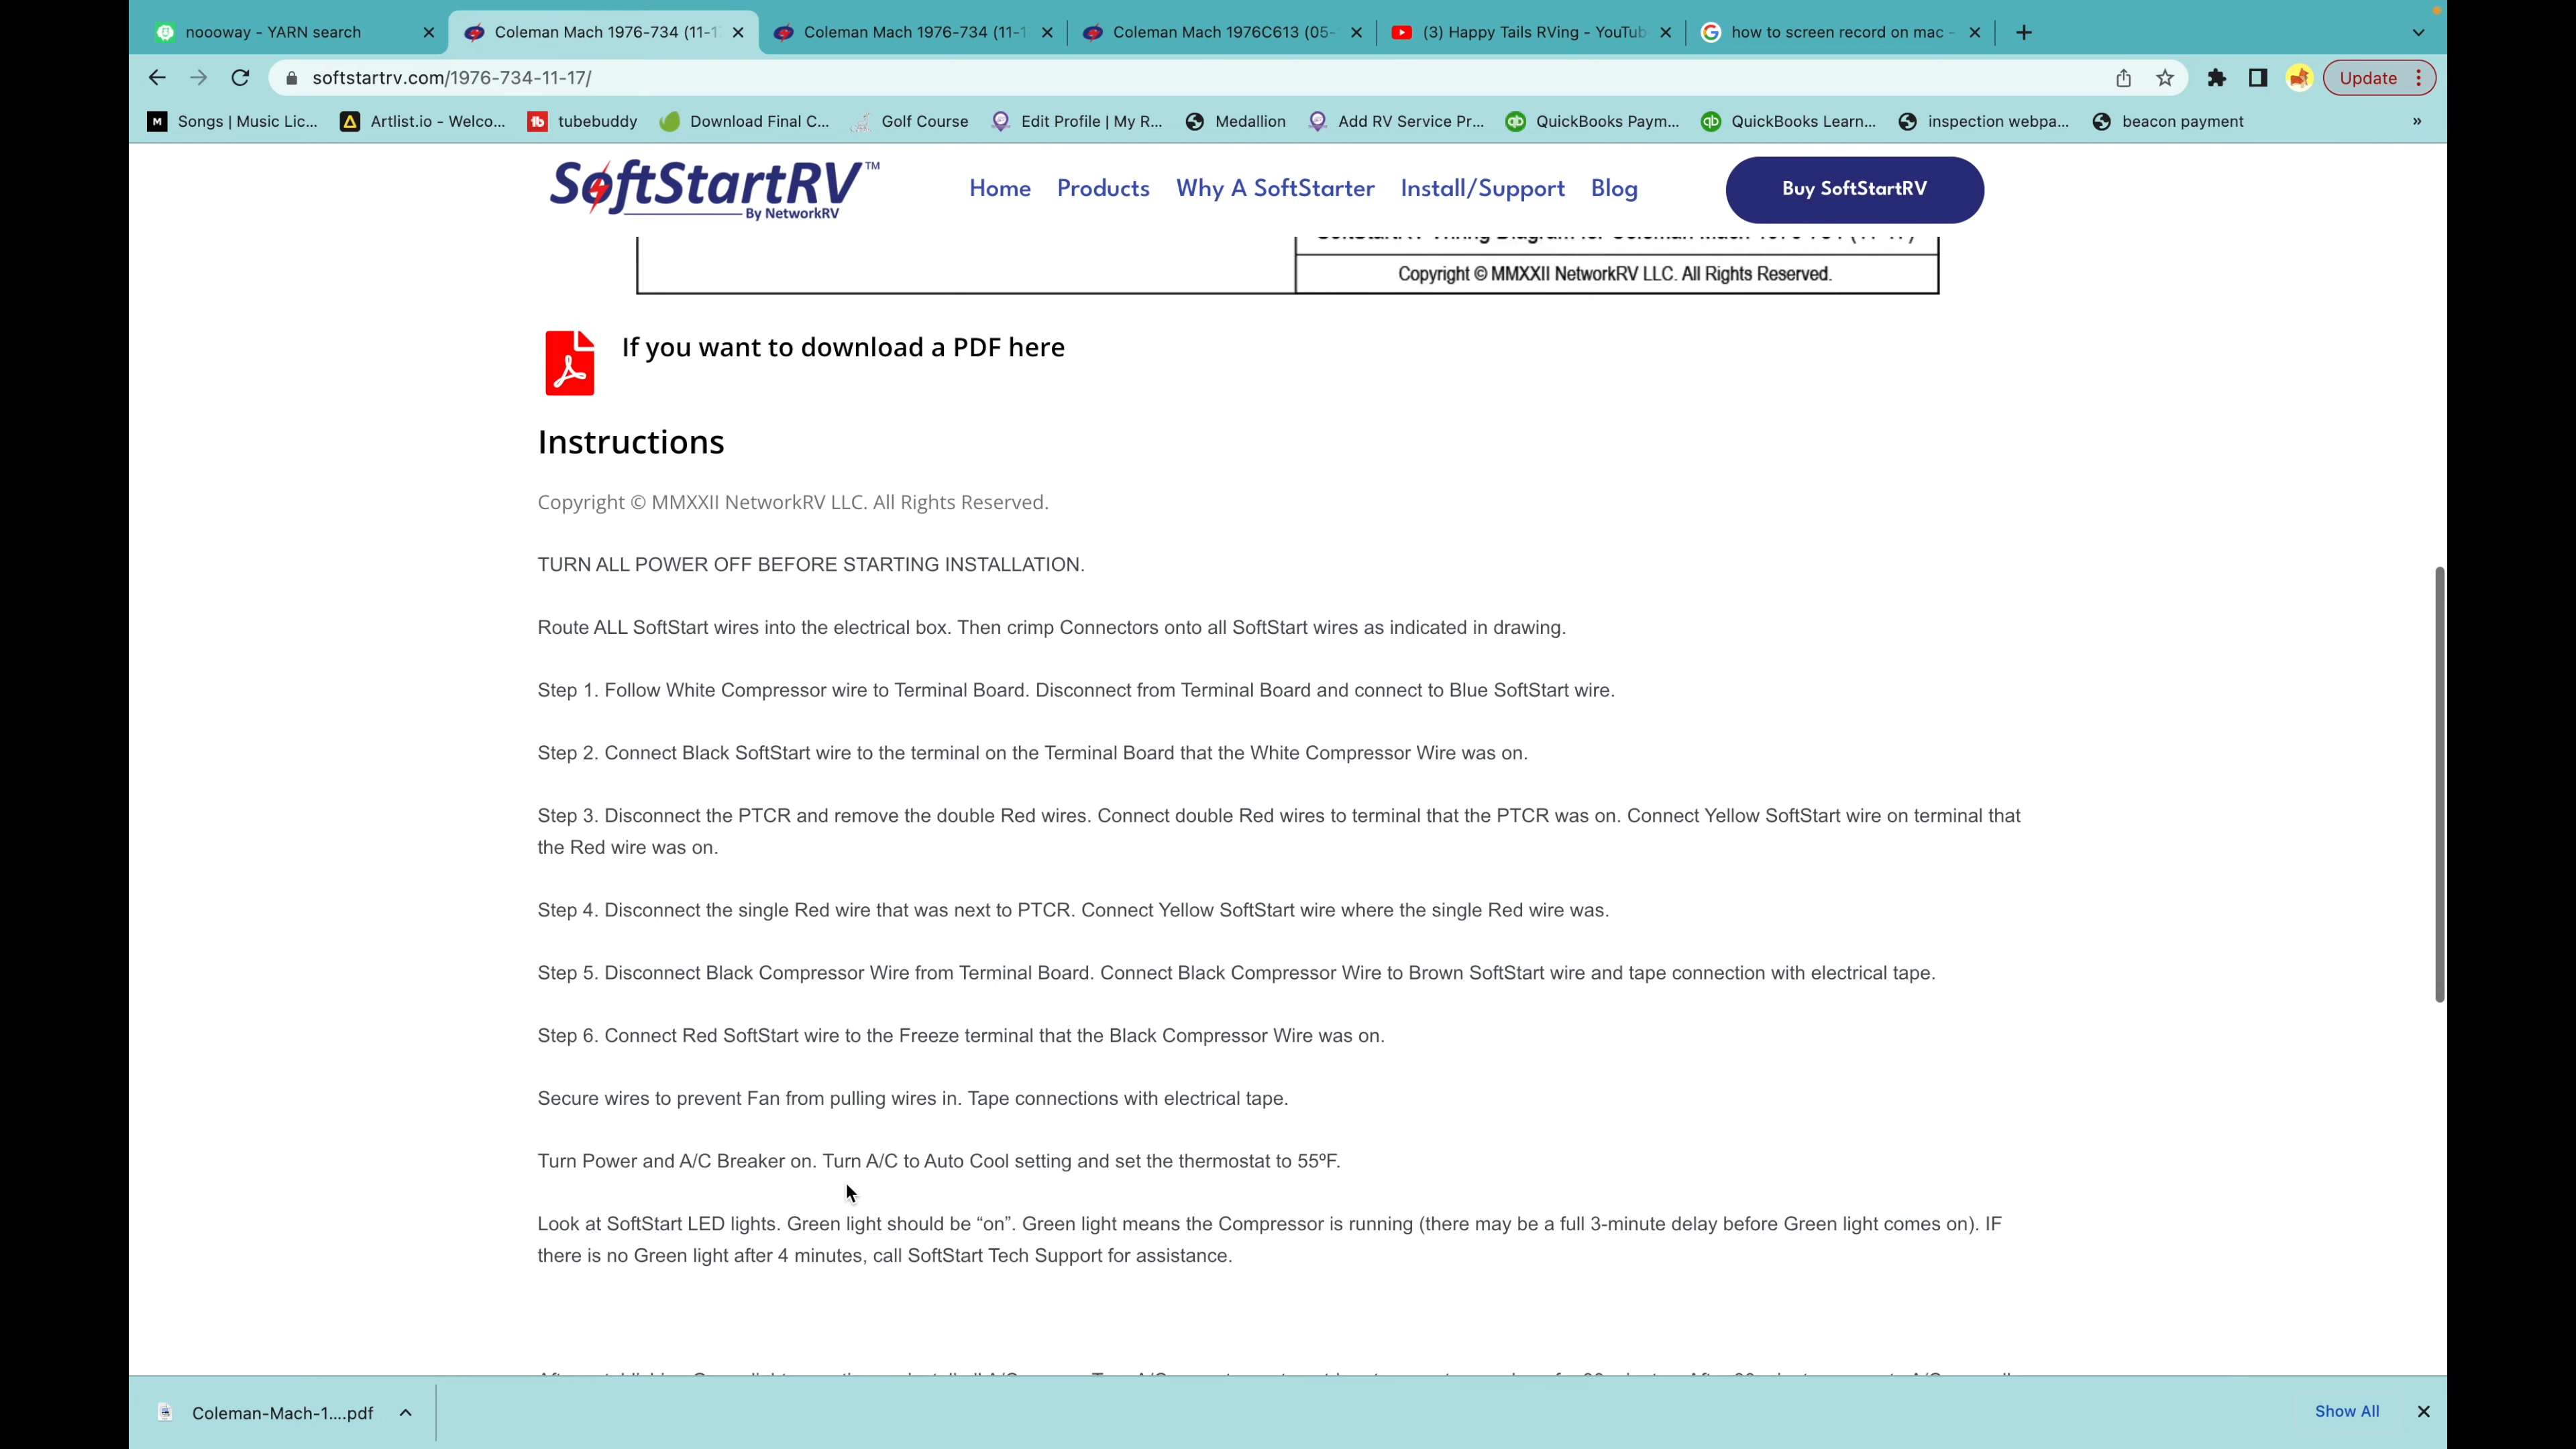 noooway - YARN search
Coleman Mach 1976-734 (11-1
Coleman Mach 1976-734 (11-1
Coleman Mach 1976C613 (05-
(3) Happy Tails RVing - YouTub
how to screen record on mac -
softstartrv.com/1976-734-11-17/
Update
Songs | Music Lic...
Artlist.io - Welco...
tubebuddy
Download Final C...
Golf Course
Edit Profile | My R...
Medallion
Add RV Service Pr...
QuickBooks Paym...
QuickBooks Learn...
inspection webpa...
beacon payment
»
SoftStartRV™
By NetworkRV
Home
Products
Why A SoftStarter
Install/Support
Blog
Buy SoftStartRV
Copyright © MMXXII NetworkRV LLC. All Rights Reserved.
If you want to download a PDF here
Instructions
Copyright © MMXXII NetworkRV LLC. All Rights Reserved.
TURN ALL POWER OFF BEFORE STARTING INSTALLATION.
Route ALL SoftStart wires into the electrical box. Then crimp Connectors onto all SoftStart wires as indicated in drawing.
Step 1. Follow White Compressor wire to Terminal Board. Disconnect from Terminal Board and connect to Blue SoftStart wire.
Step 2. Connect Black SoftStart wire to the terminal on the Terminal Board that the White Compressor Wire was on.
Step 3. Disconnect the PTCR and remove the double Red wires. Connect double Red wires to terminal that the PTCR was on. Connect Yellow SoftStart wire on terminal that
the Red wire was on.
Step 4. Disconnect the single Red wire that was next to PTCR. Connect Yellow SoftStart wire where the single Red wire was.
Step 5. Disconnect Black Compressor Wire from Terminal Board. Connect Black Compressor Wire to Brown SoftStart wire and tape connection with electrical tape.
Step 6. Connect Red SoftStart wire to the Freeze terminal that the Black Compressor Wire was on.
Secure wires to prevent Fan from pulling wires in. Tape connections with electrical tape.
Turn Power and A/C Breaker on. Turn A/C to Auto Cool setting and set the thermostat to 55ºF.
Look at SoftStart LED lights. Green light should be “on”. Green light means the Compressor is running (there may be a full 3-minute delay before Green light comes on). IF
there is no Green light after 4 minutes, call SoftStart Tech Support for assistance.
Coleman-Mach-1....pdf
Show All